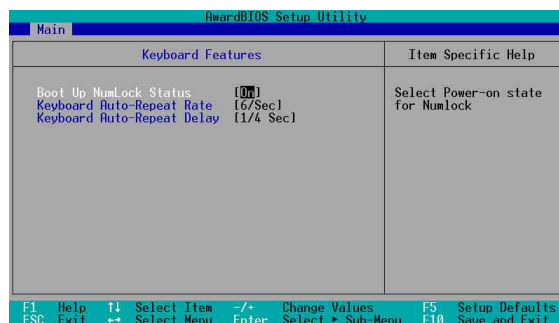 AwardBIOS Setup Utility
Main
Keyboard Features
Item Specific Help
Boot Up NumLock Status [On]
Keyboard Auto-Repeat Rate [6/Sec]
Keyboard Auto-Repeat Delay [1/4 Sec]
Select Power-on state
for Numlock
F1 Help ↑↓ Select Item -/+ Change Values F5 Setup Defaults
ESC Exit ←→ Select Menu Enter Select ► Sub-Menu F10 Save and Exit